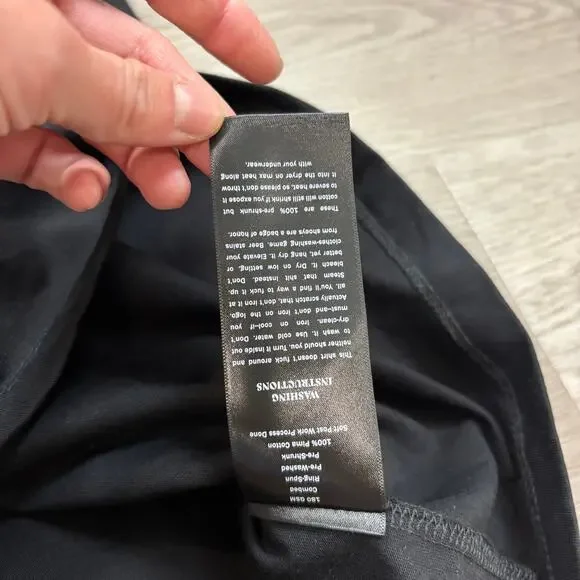 180 GSM
Combed
Ring-Spun
Pre-Washed
Pre-Shrunk
100% Pima Cotton
Soft Post Work Process Done
WASHING
INSTRUCTIONS
This shirt doesn't fuck around and
neither should you. Turn it inside out
to wash it. Use cold water. Don't
dry-clean. Iron on cool-if you
must-and don't iron on the logo.
Actually scratch that, don't iron it at
all. You'll find a way to fuck it up.
Steam that shit instead. Don't
bleach it. Dry on low setting, or
better yet, hang dry it. Elevate your
clothes-washing game. Beer stains
from shoeys are a badge of honor.
These are 100% pre-shrunk but
cotton still still shrink if you expose it
to severe heat, so please don't throw
it into the the dryer on max heat along
with your underwear.